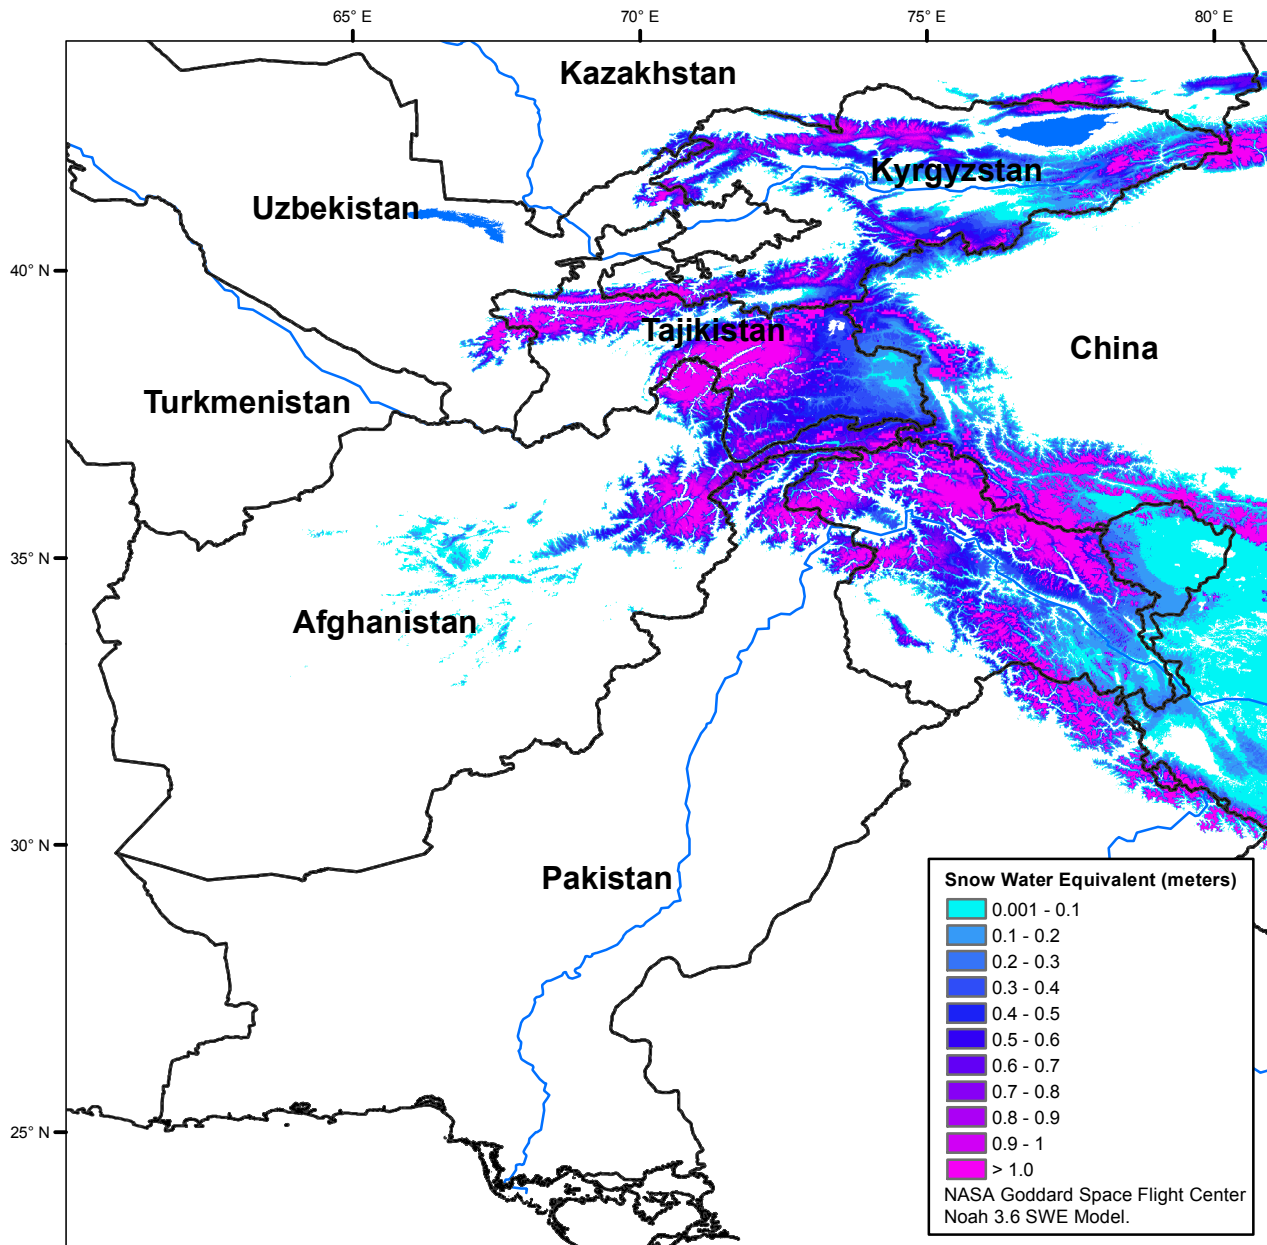 65° E
70° E
75° E
80° E
Kazakhstan
Kyrgyzstan
Uzbekistan
40° N
Tajikistan
China
Turkmenistan
35° N
Afghanistan
30° N
Pakistan
25° N
Snow Water Equivalent (meters)
0.001 - 0.1
0.1 - 0.2
0.2 - 0.3
0.3 - 0.4
0.4 - 0.5
0.5 - 0.6
0.6 - 0.7
0.7 - 0.8
0.8 - 0.9
0.9 - 1
> 1.0
NASA Goddard Space Flight Center
Noah 3.6 SWE Model.